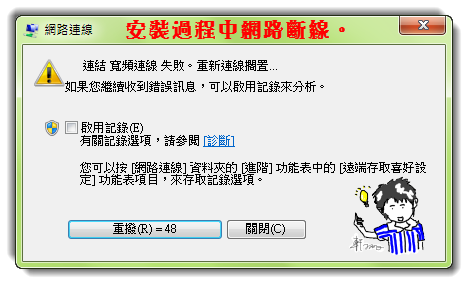 網路連線
安裝過程中網路斷線。
連結 寬頻連線 失敗。重新連線擱置...
如果您繼續收到錯誤訊息，可以啟用記錄來分析。
啟用記錄(E)
有關記錄選項，請參閱 [診斷]
您可以按 [網路連線] 資料夾的 [進階] 功能表中的 [遠端存取喜好設
定] 功能表項目，來存取記錄選項。
重撥(R) = 48
關閉(C)